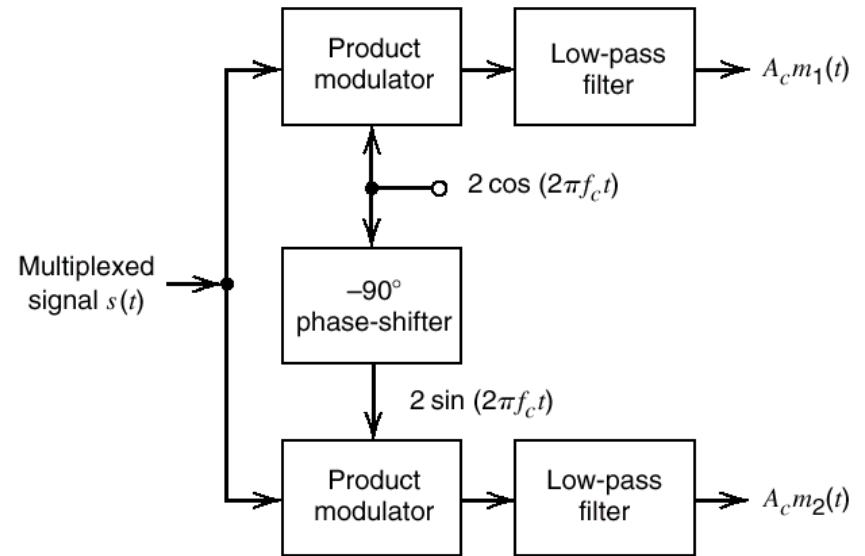 Product
modulator
Low-pass
filter
A_c m_1(t)
2 cos (2πf_c t)
Multiplexed
signal s(t)
–90°
phase-shifter
2 sin (2πf_c t)
Product
modulator
Low-pass
filter
A_c m_2(t)